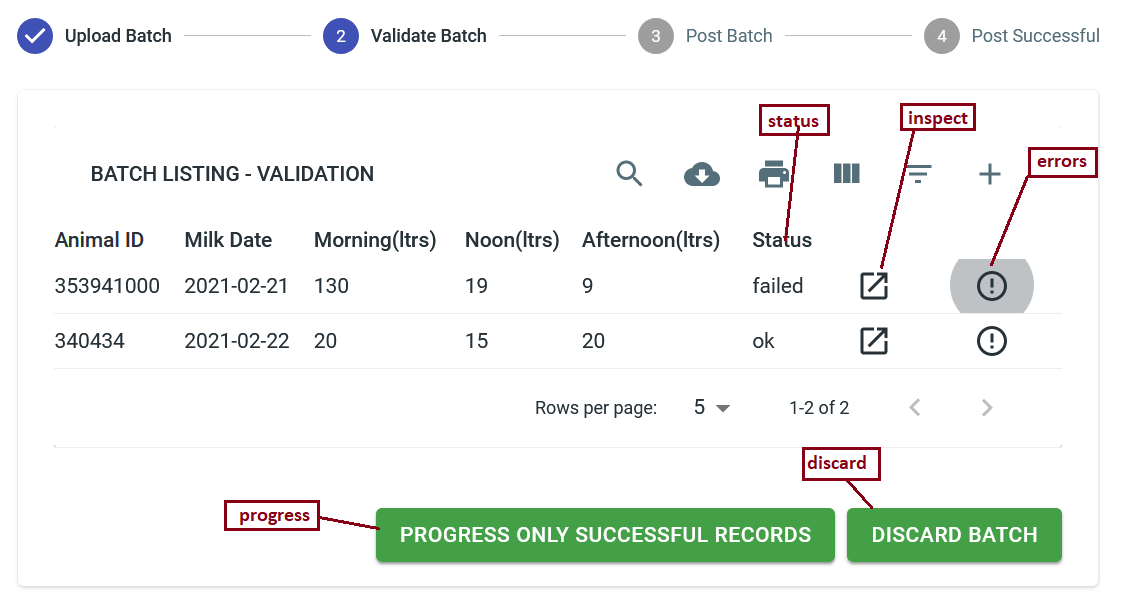 Upload Batch 2 Validate Batch 3 Post Batch 4 Post Successful
status inspect
errors
BATCH LISTING - VALIDATION
Animal ID Milk Date Morning(ltrs) Noon(ltrs) Afternoon(ltrs) Status
353941000 2021-02-21 130 19 9 failed
340434 2021-02-22 20 15 20 ok
Rows per page: 5 1-2 of 2
discard
progress
PROGRESS ONLY SUCCESSFUL RECORDS DISCARD BATCH